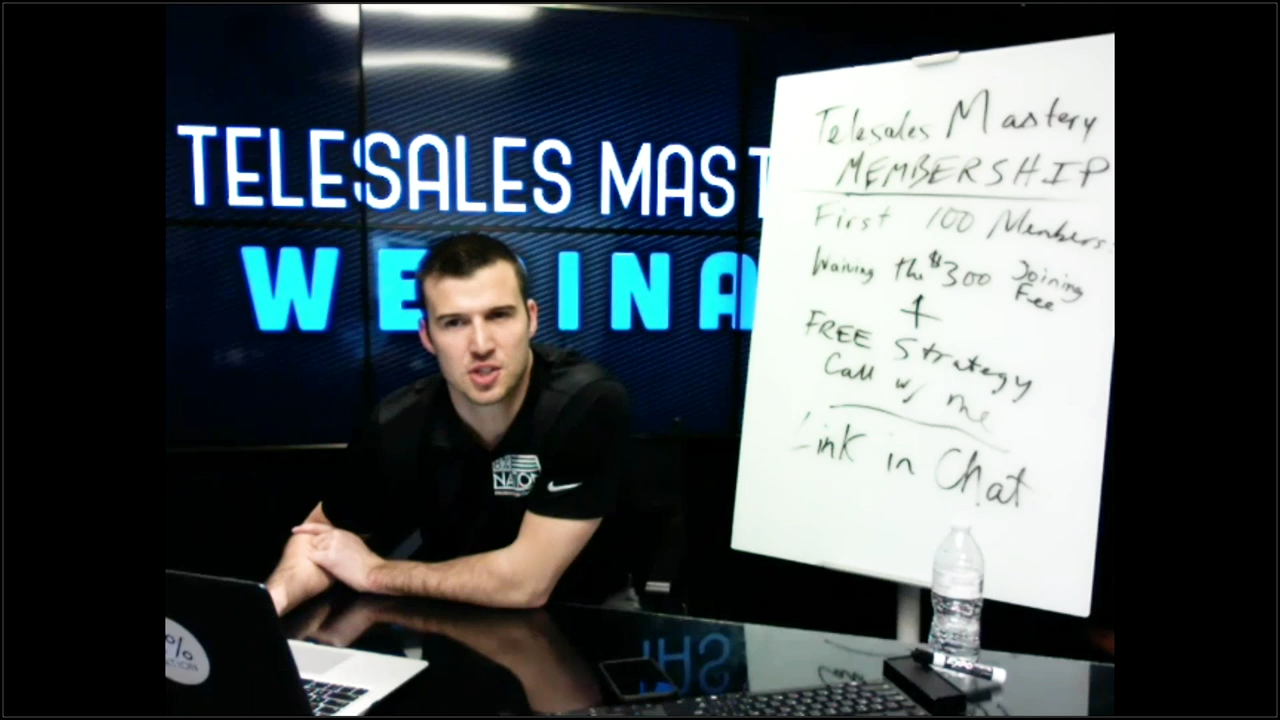 TELESALES MAST
WEBINA
Telesales Mastery
MEMBERSHIP
First 100 Members
Waiving the $300 Joining
Fee
+
FREE Strategy
Call w/ me
Link in Chat
NATION
%